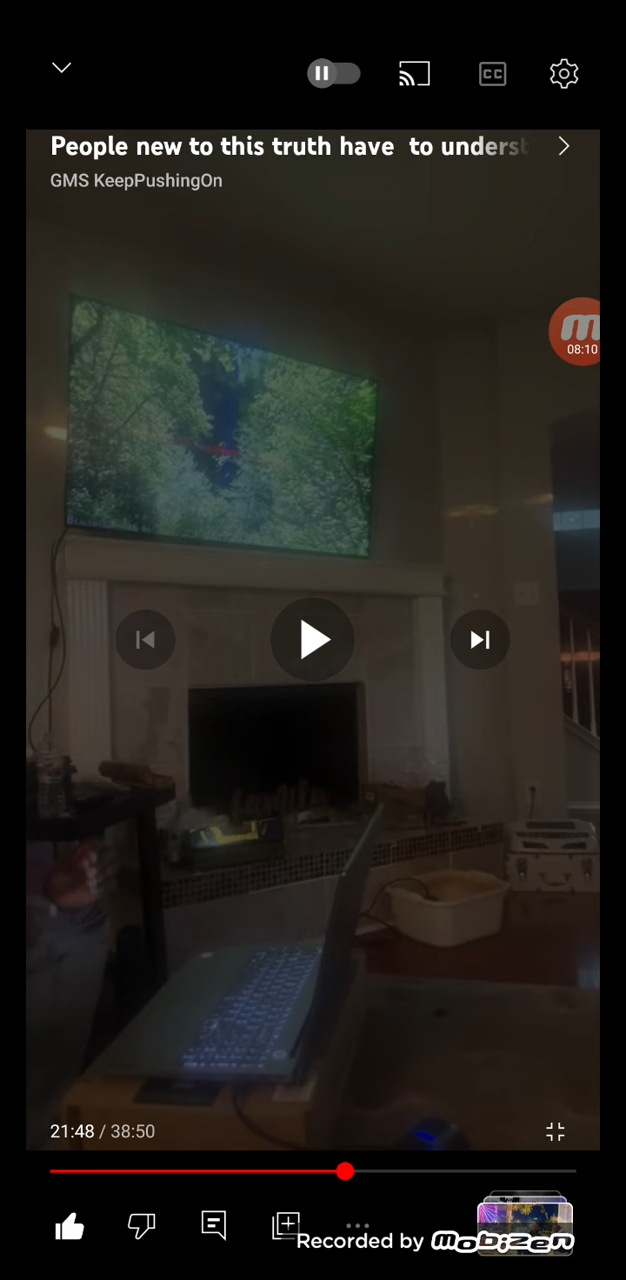 CC
People new to this truth have to underst
GMS KeepPushingOn
m
08:10
21:48 / 38:50
Recorded by mobizen